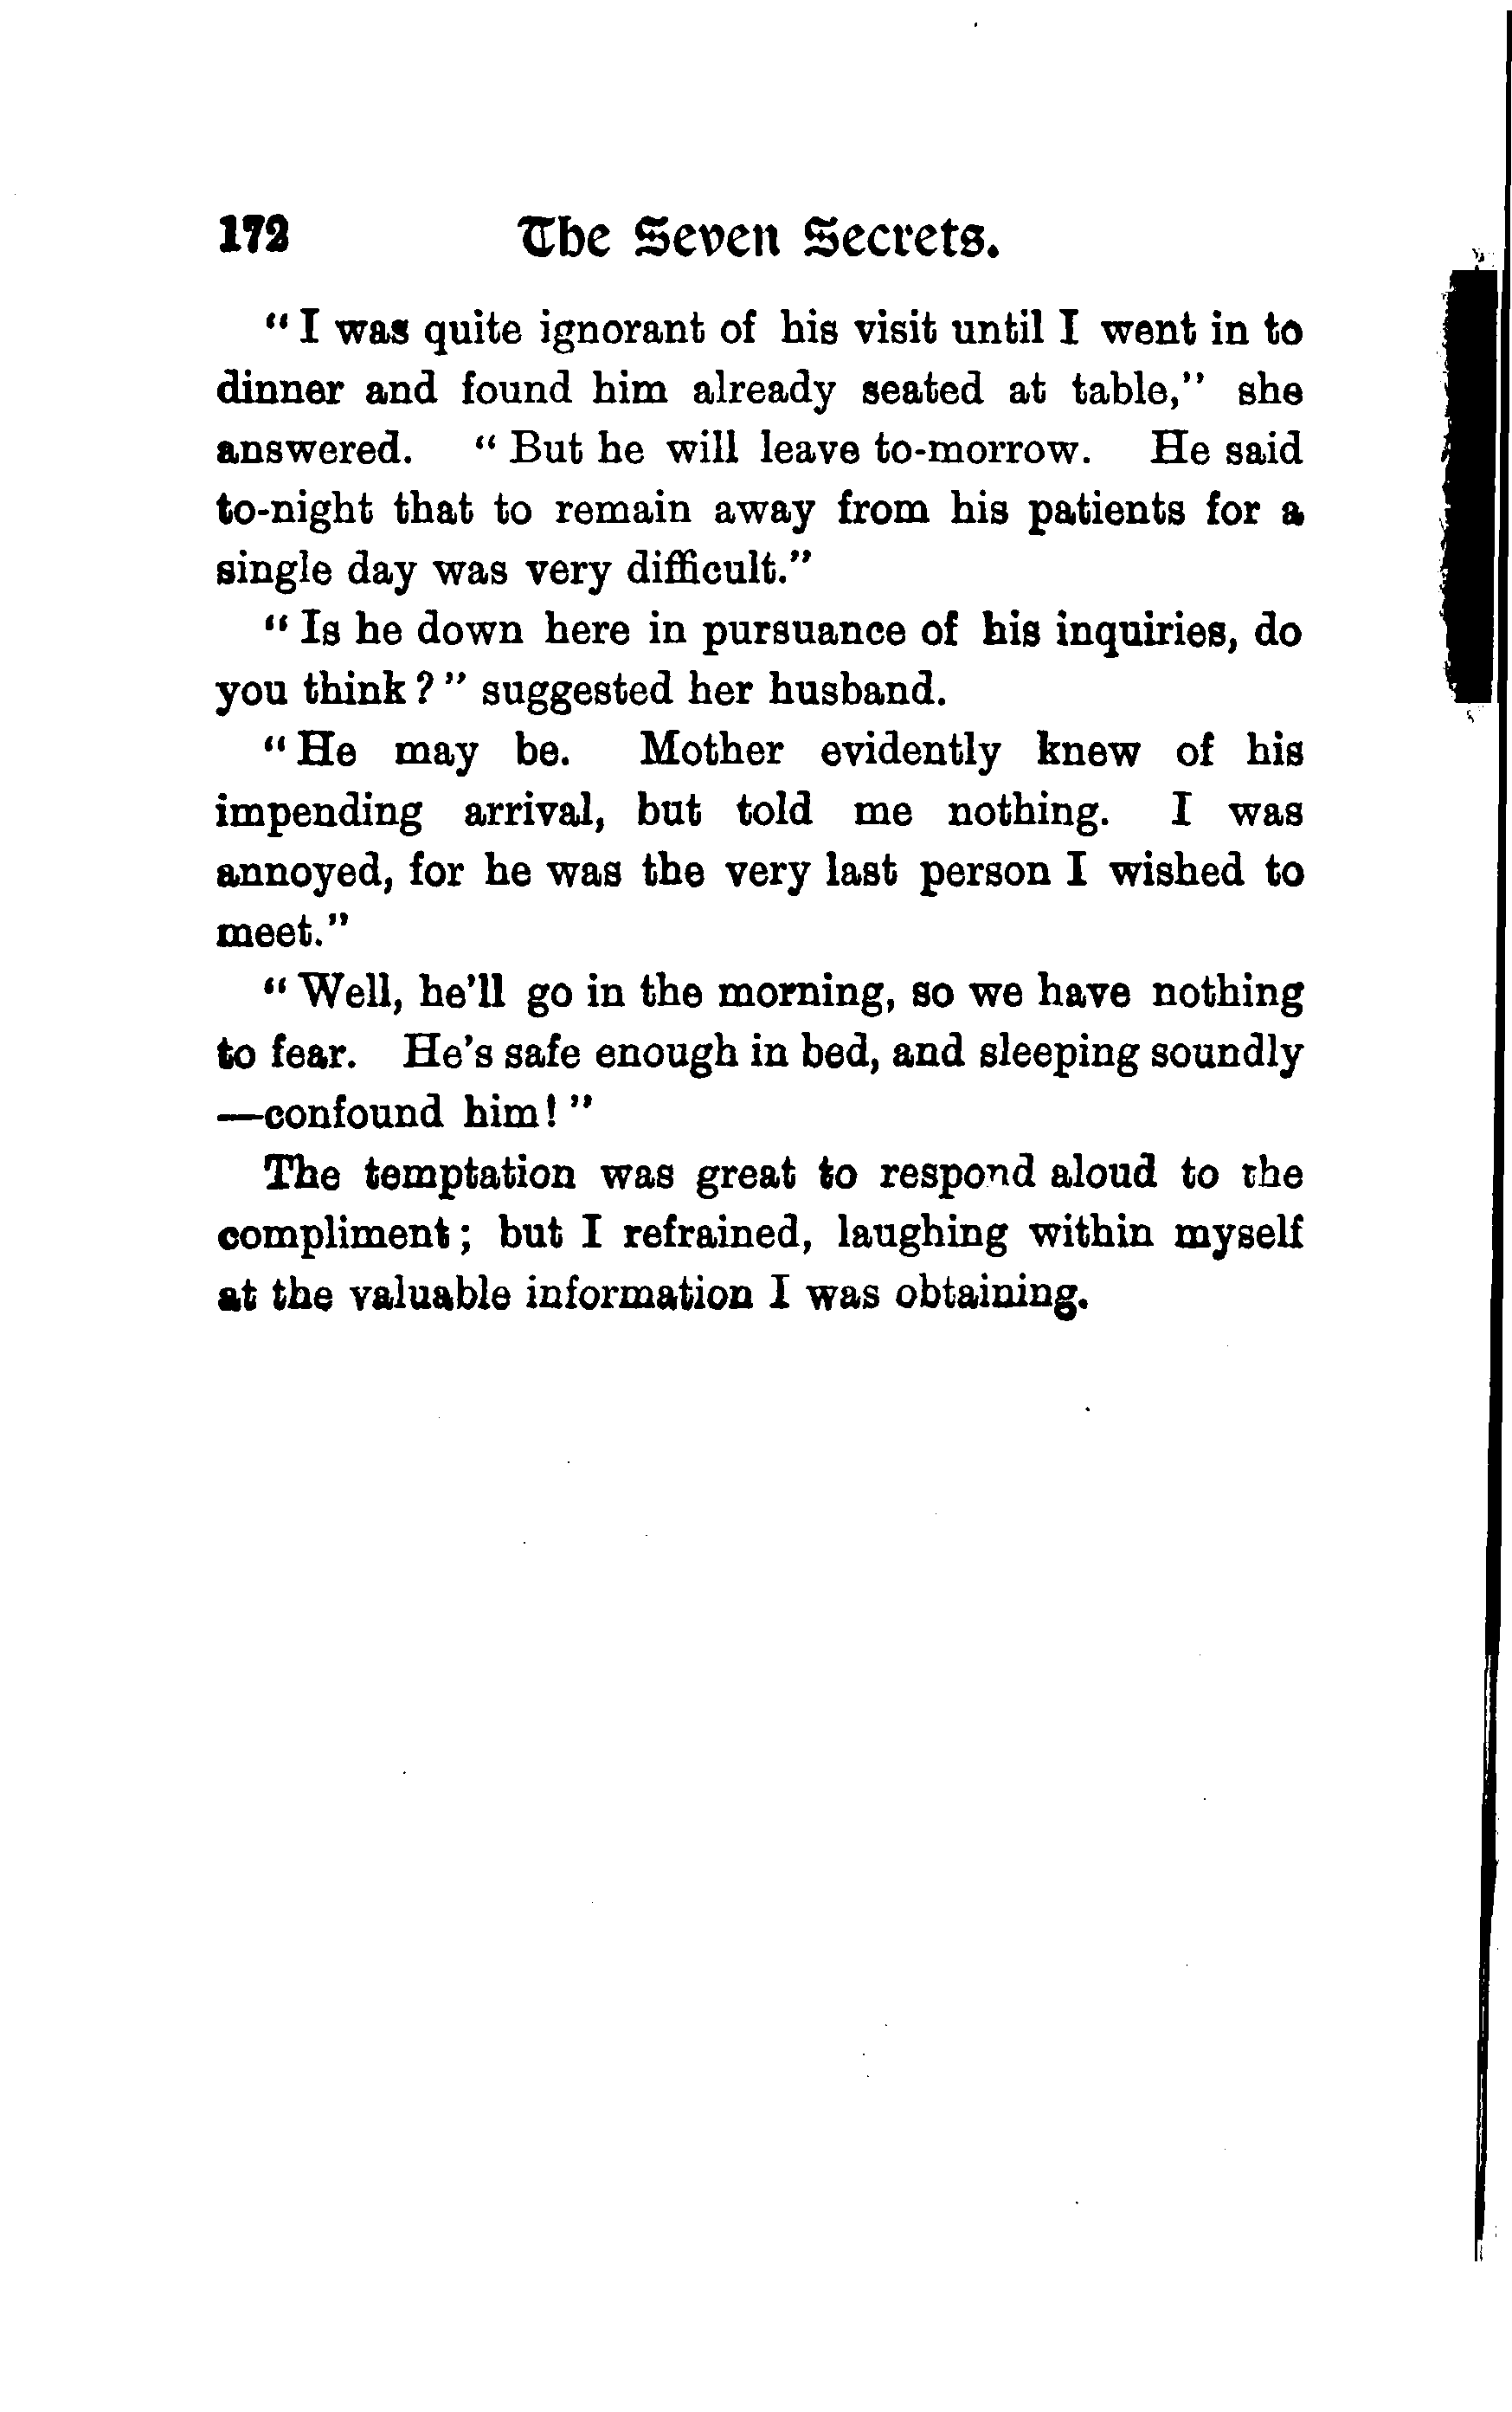 172 The Seven Secrets.
"I was quite ignorant of his visit until I went in to
dinner and found him already seated at table," she
answered. "But he will leave to-morrow. He said
to-night that to remain away from his patients for a
single day was very difficult."
"Is he down here in pursuance of his inquiries, do
you think?" suggested her husband.
"He may be. Mother evidently knew of his
impending arrival, but told me nothing. I was
annoyed, for he was the very last person I wished to
meet."
"Well, he'll go in the morning, so we have nothing
to fear. He's safe enough in bed, and sleeping soundly
—confound him!"
The temptation was great to respond aloud to the
compliment; but I refrained, laughing within myself
at the valuable information I was obtaining.